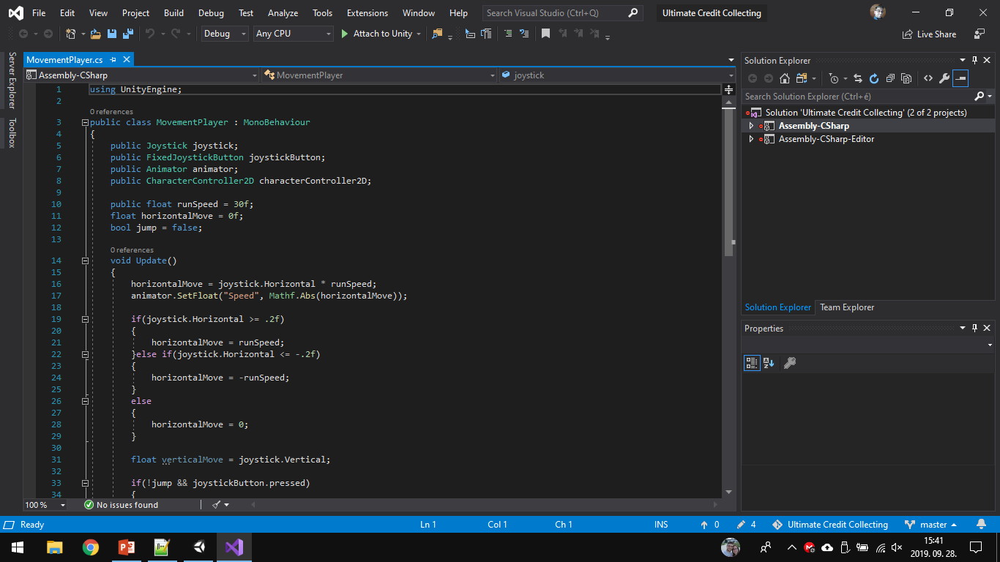 File Edit View Project Build Debug Test Analyze Tools Extensions Window Help Search Visual Studio (Ctrl+Q) Ultimate Credit Collecting
Debug Any CPU Attach to Unity Live Share
Server Explorer
Toolbox
MovementPlayer.cs
Assembly-CSharp MovementPlayer joystick
1 using UnityEngine;
2
0 references
3 public class MovementPlayer : MonoBehaviour
4 {
5 public Joystick joystick;
6 public FixedJoystickButton joystickButton;
7 public Animator animator;
8 public CharacterController2D characterController2D;
9
10 public float runSpeed = 30f;
11 float horizontalMove = 0f;
12 bool jump = false;
13
0 references
14 void Update()
15 {
16 horizontalMove = joystick.Horizontal * runSpeed;
17 animator.SetFloat("Speed", Mathf.Abs(horizontalMove));
18
19 if(joystick.Horizontal >= .2f)
20 {
21 horizontalMove = runSpeed;
22 }else if(joystick.Horizontal <= -.2f)
23 {
24 horizontalMove = -runSpeed;
25 }
26 else
27 {
28 horizontalMove = 0;
29 }
30
31 float verticalMove = joystick.Vertical;
32
33 if(!jump && joystickButton.pressed)
34 {
100 % No issues found
Solution Explorer
Search Solution Explorer (Ctrl+é)
Solution 'Ultimate Credit Collecting' (2 of 2 projects)
Assembly-CSharp
Assembly-CSharp-Editor
Solution Explorer Team Explorer
Properties
Ready Ln 1 Col 1 Ch 1 INS 0 4 Ultimate Credit Collecting master
15:41
2019. 09. 28.